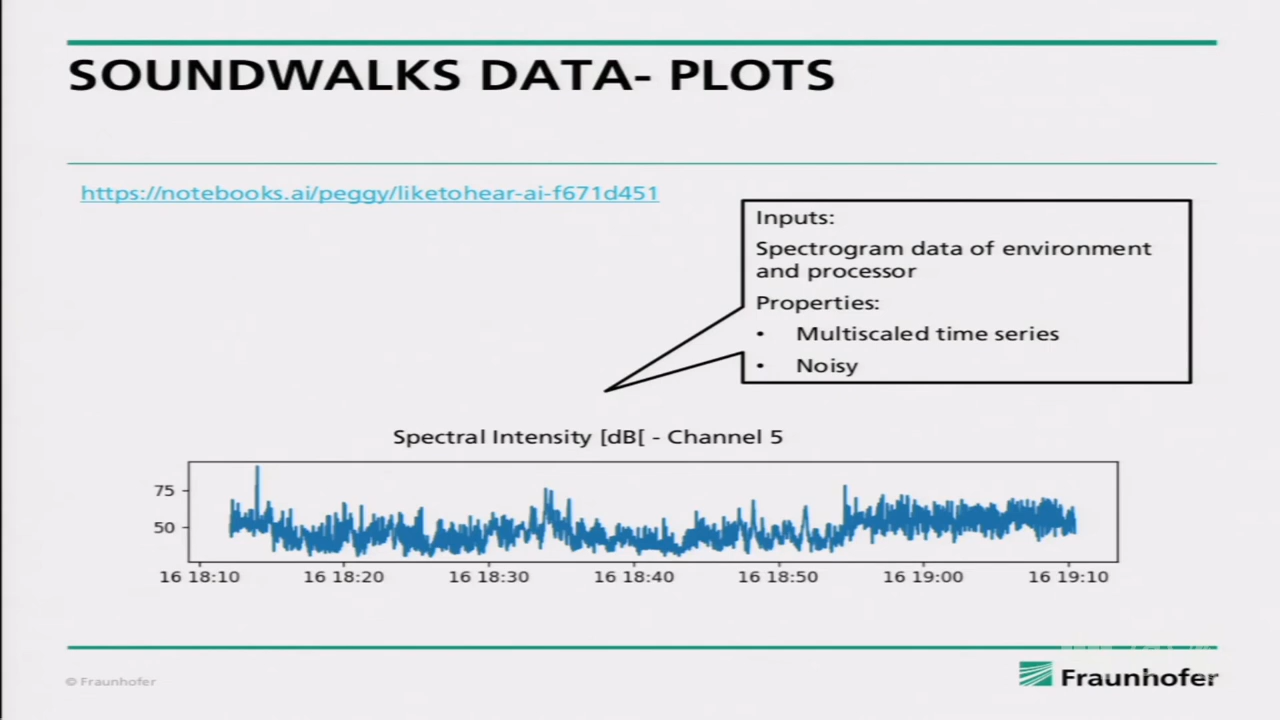 SOUNDWALKS DATA- PLOTS
https://notebooks.ai/peggy/liketohear-ai-f671d451
Inputs:
Spectrogram data of environment
and processor
Properties:
• Multiscaled time series
• Noisy
Spectral Intensity [dB[ - Channel 5
75
50
16 18:10 16 18:20 16 18:30 16 18:40 16 18:50 16 19:00 16 19:10
© Fraunhofer
Fraunhofer